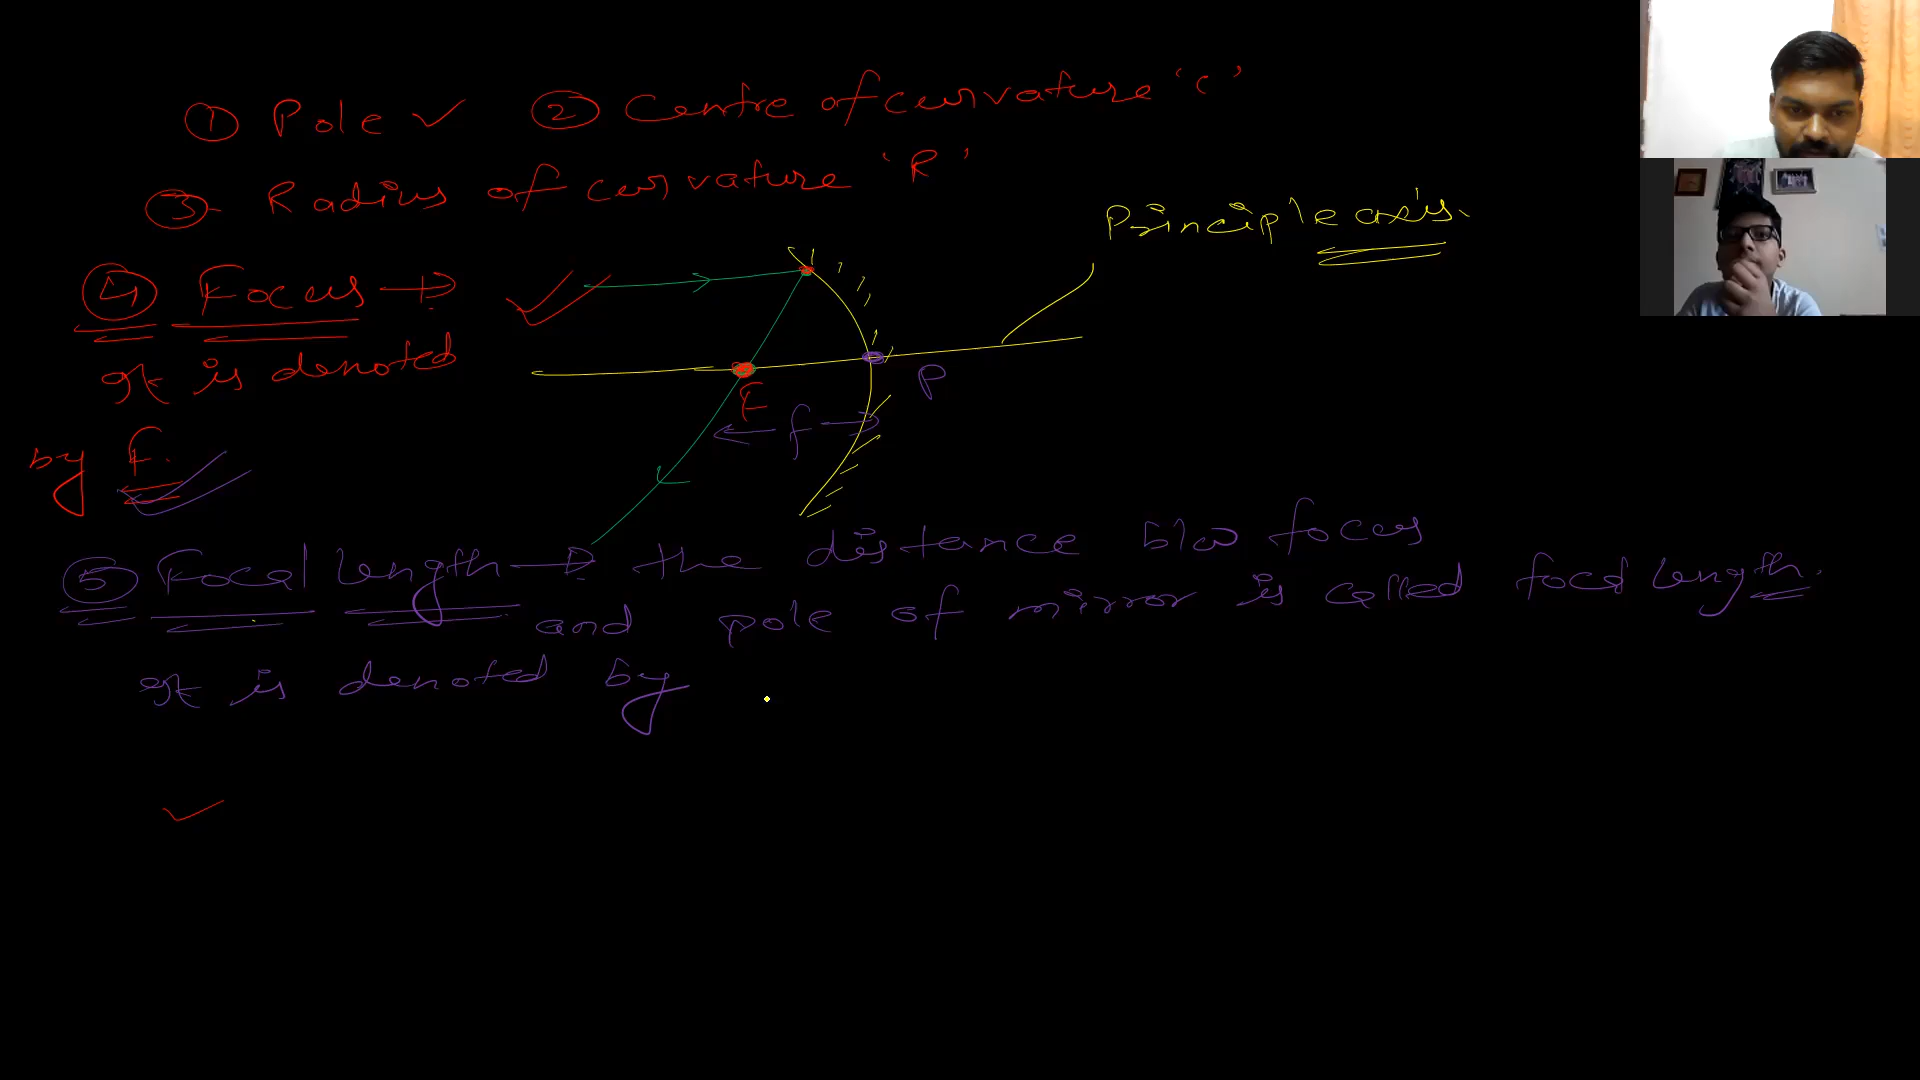 ① Pole ✓ ② Centre of curvature 'C'
③ Radius of curvature 'R'
Principle axis.
④ Focus →
It is denoted
by F.
F
P
f
⑤ Focal length → the distance b/w focus
and pole of mirror is called focal length.
It is denoted by